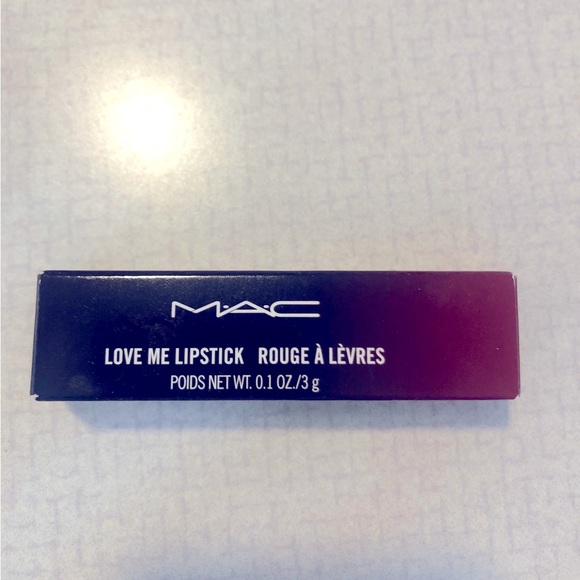 M·A·C
LOVE ME LIPSTICK ROUGE À LÈVRES
POIDS NET WT. 0.1 OZ./3 g